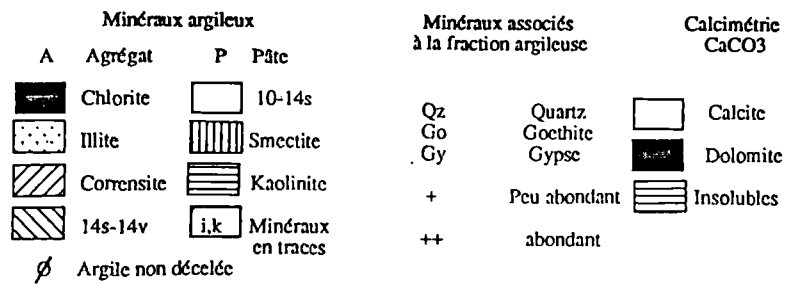 Minéraux argileux
A Agrégat P Pâte
Chlorite 10-14s
Illite Smectite
Corrensite Kaolinite
14s-14v i,k Minéraux en traces
ϕ Argile non décelée
Minéraux associés
à la fraction argileuse
Qz Quartz
Go Goethite
Gy Gypse
+ Peu abondant
++ abondant
Calcimétrie
CaCO3
Calcite
Dolomite
Insolubles